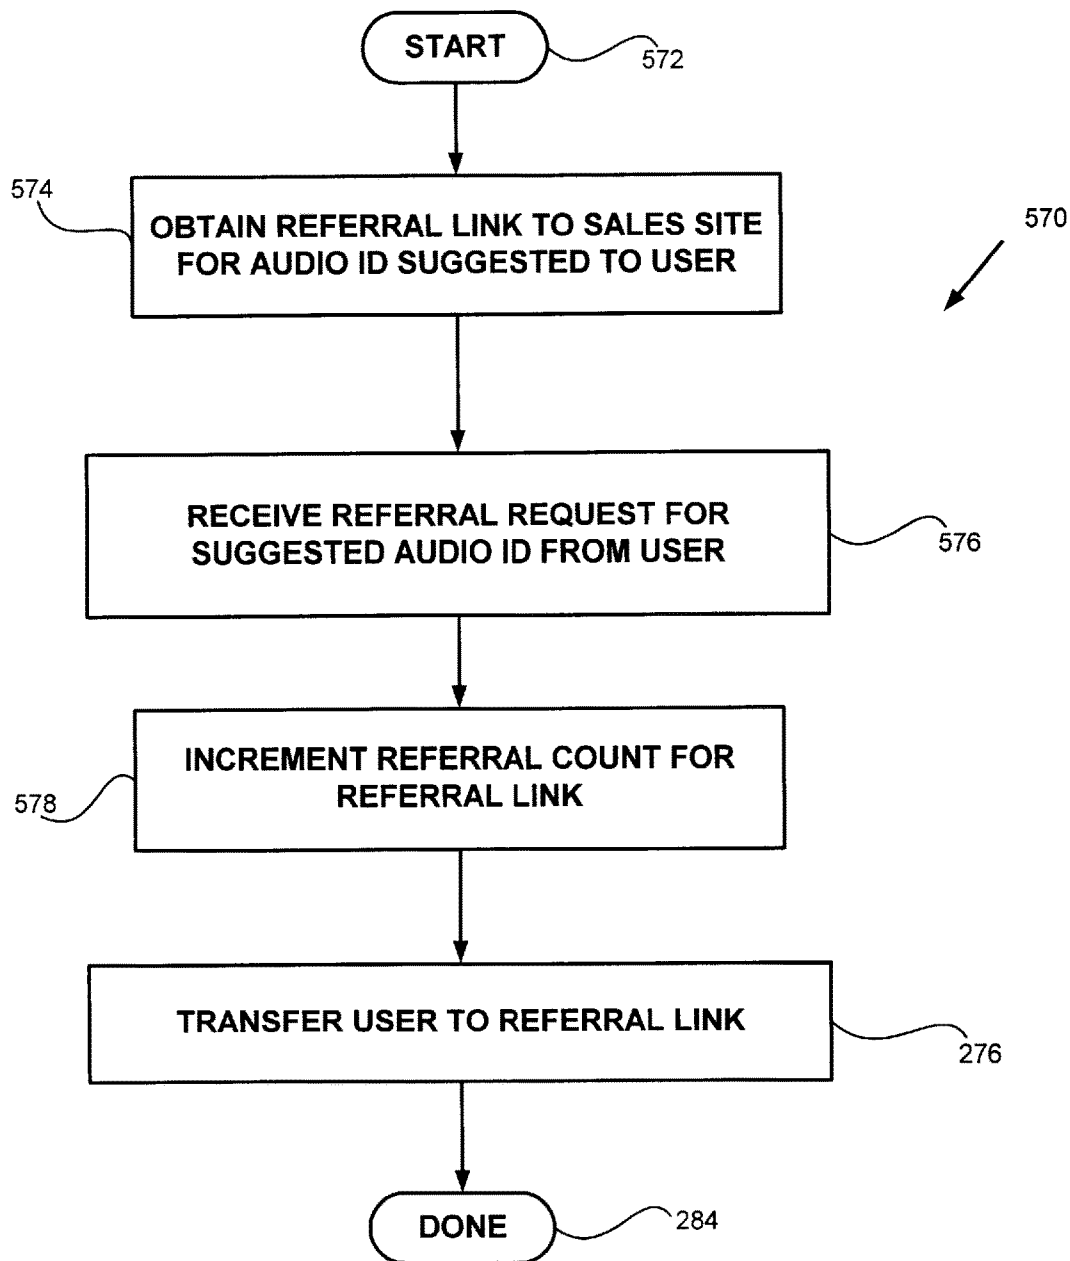 START
572
574
OBTAIN REFERRAL LINK TO SALES SITE
FOR AUDIO ID SUGGESTED TO USER
570
RECEIVE REFERRAL REQUEST FOR
SUGGESTED AUDIO ID FROM USER
576
INCREMENT REFERRAL COUNT FOR
REFERRAL LINK
578
TRANSFER USER TO REFERRAL LINK
276
DONE
284